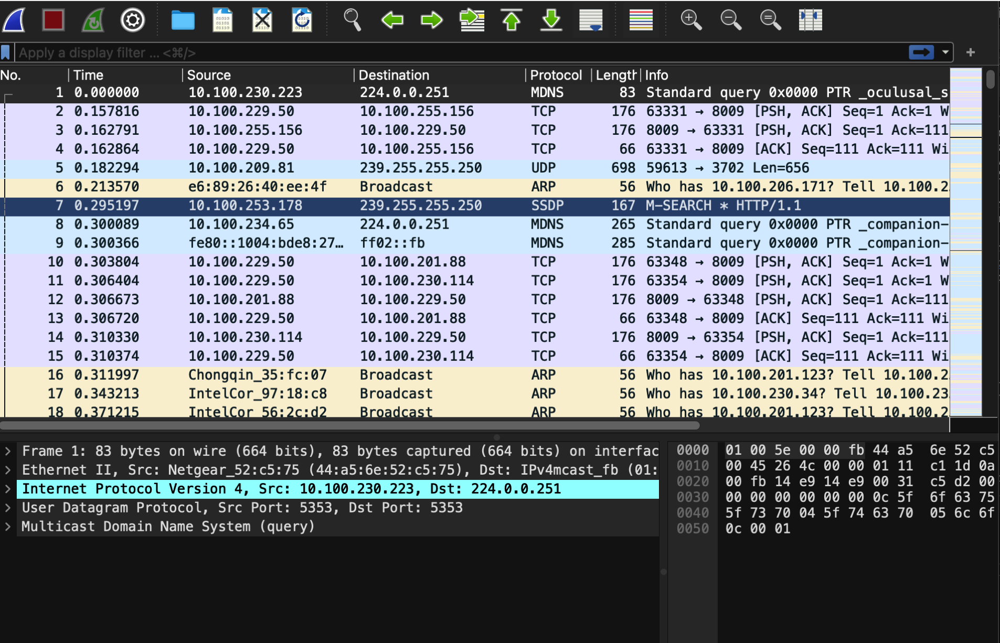 Apply a display filter ... <⌘/>
No. Time Source Destination Protocol Length Info
1 0.000000 10.100.230.223 224.0.0.251 MDNS 83 Standard query 0x0000 PTR _oculusal_s
2 0.157816 10.100.229.50 10.100.255.156 TCP 176 63331 → 8009 [PSH, ACK] Seq=1 Ack=1 W
3 0.162791 10.100.255.156 10.100.229.50 TCP 176 8009 → 63331 [PSH, ACK] Seq=1 Ack=111
4 0.162864 10.100.229.50 10.100.255.156 TCP 66 63331 → 8009 [ACK] Seq=111 Ack=111 Wi
5 0.182294 10.100.209.81 239.255.255.250 UDP 698 59613 → 3702 Len=656
6 0.213570 e6:89:26:40:ee:4f Broadcast ARP 56 Who has 10.100.206.171? Tell 10.100.2
7 0.295197 10.100.253.178 239.255.255.250 SSDP 167 M-SEARCH * HTTP/1.1
8 0.300089 10.100.234.65 224.0.0.251 MDNS 265 Standard query 0x0000 PTR _companion-
9 0.300366 fe80::1004:bde8:27… ff02::fb MDNS 285 Standard query 0x0000 PTR _companion-
10 0.303804 10.100.229.50 10.100.201.88 TCP 176 63348 → 8009 [PSH, ACK] Seq=1 Ack=1 W
11 0.306404 10.100.229.50 10.100.230.114 TCP 176 63354 → 8009 [PSH, ACK] Seq=1 Ack=1 W
12 0.306673 10.100.201.88 10.100.229.50 TCP 176 8009 → 63348 [PSH, ACK] Seq=1 Ack=111
13 0.306720 10.100.229.50 10.100.201.88 TCP 66 63348 → 8009 [ACK] Seq=111 Ack=111 Wi
14 0.310330 10.100.230.114 10.100.229.50 TCP 176 8009 → 63354 [PSH, ACK] Seq=1 Ack=111
15 0.310374 10.100.229.50 10.100.230.114 TCP 66 63354 → 8009 [ACK] Seq=111 Ack=111 Wi
16 0.311997 Chongqin_35:fc:07 Broadcast ARP 56 Who has 10.100.201.123? Tell 10.100.2
17 0.343213 IntelCor_97:18:c8 Broadcast ARP 56 Who has 10.100.230.34? Tell 10.100.23
18 0.371215 IntelCor_56:2c:d2 Broadcast ARP 56 Who has 10.100.201.123? Tell 10.100.2
Frame 1: 83 bytes on wire (664 bits), 83 bytes captured (664 bits) on interfac
Ethernet II, Src: Netgear_52:c5:75 (44:a5:6e:52:c5:75), Dst: IPv4mcast_fb (01:
Internet Protocol Version 4, Src: 10.100.230.223, Dst: 224.0.0.251
User Datagram Protocol, Src Port: 5353, Dst Port: 5353
Multicast Domain Name System (query)
0000 01 00 5e 00 00 fb 44 a5 6e 52 c5
0010 00 45 26 4c 00 00 01 11 c1 1d 0a
0020 00 fb 14 e9 14 e9 00 31 c5 d2 00
0030 00 00 00 00 00 00 0c 5f 6f 63 75
0040 5f 73 70 04 5f 74 63 70 05 6c 6f
0050 0c 00 01